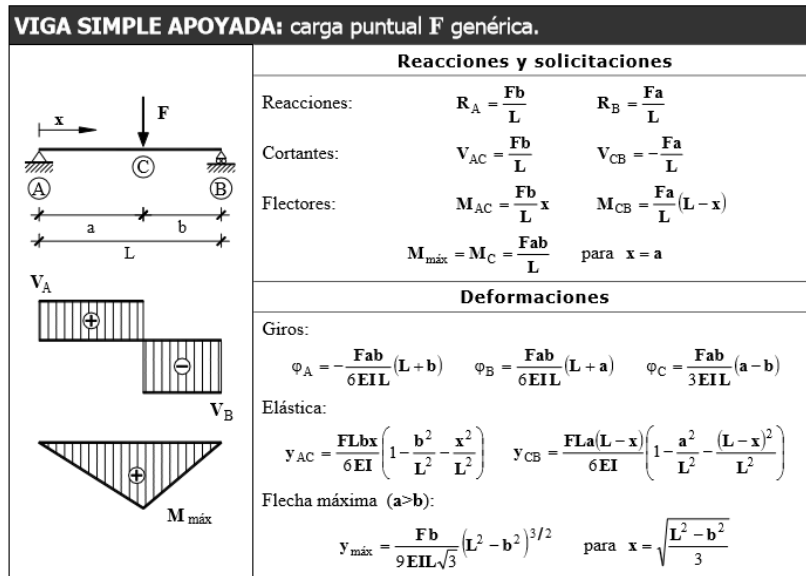 VIGA SIMPLE APOYADA: carga puntual F genérica.
x
F
A
C
B
a
b
L
V_A
+
−
V_B
+
M_máx
Reacciones y solicitaciones
Reacciones: R_A = Fb/L R_B = Fa/L
Cortantes: V_AC = Fb/L V_CB = −Fa/L
Flectores: M_AC = Fb/L x M_CB = Fa/L (L − x)
M_máx = M_C = Fab/L para x = a
Deformaciones
Giros:
φ_A = −Fab/6EIL (L + b) φ_B = Fab/6EIL (L + a) φ_C = Fab/3EIL (a − b)
Elástica:
y_AC = FLbx/6EI (1 − b²/L² − x²/L²) y_CB = FLa(L − x)/6EI (1 − a²/L² − (L − x)²/L²)
Flecha máxima (a>b):
y_máx = Fb/9EIL√3 (L² − b²)^3/2 para x = √((L² − b²)/3)